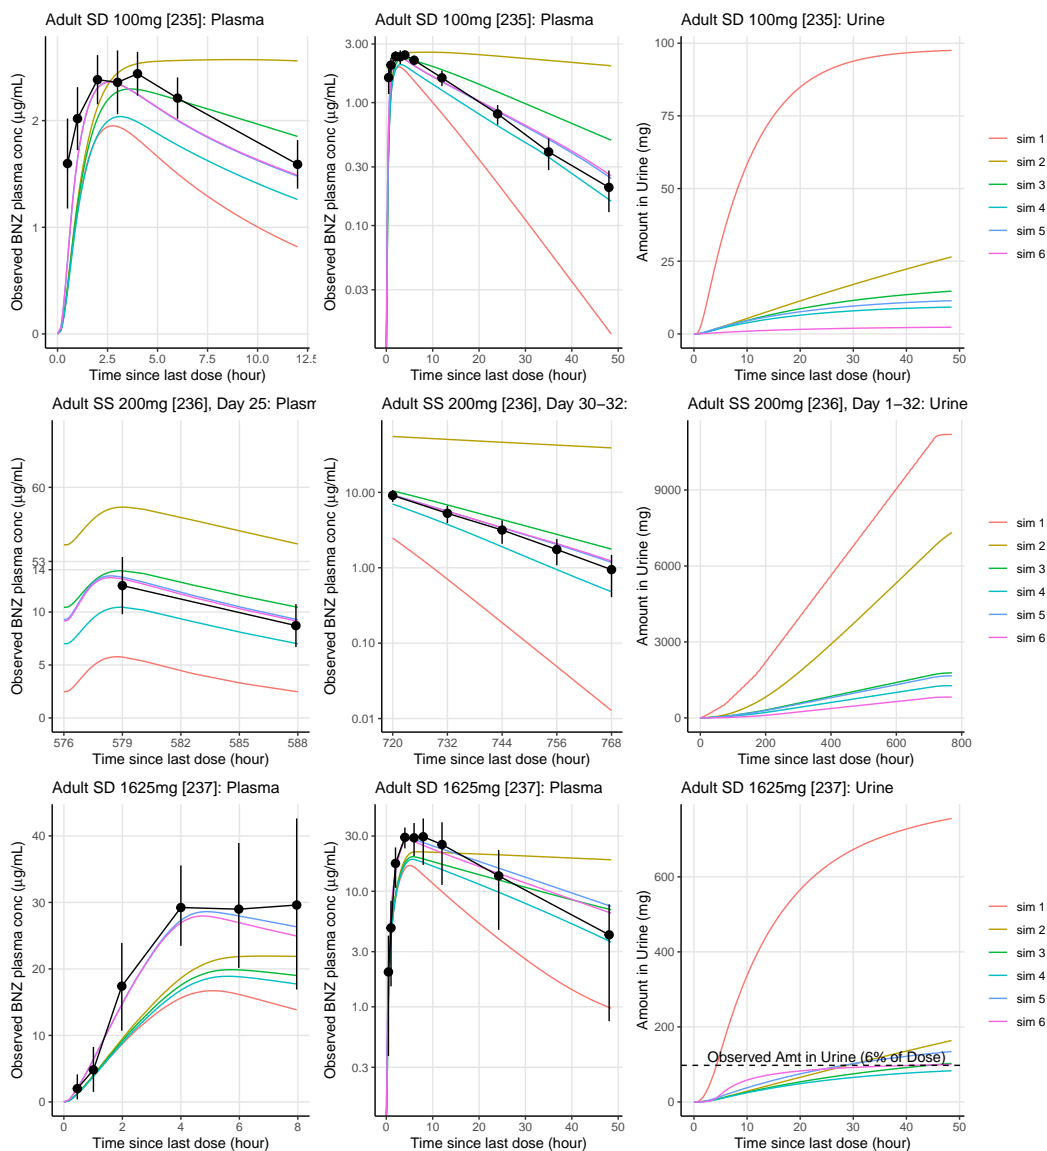 Adult SD 100mg [235]: Plasma
Observed BNZ plasma conc (µg/mL)
2
1
0
0.0 2.5 5.0 7.5 10.0 12.5
Time since last dose (hour)
Adult SD 100mg [235]: Plasma
Observed BNZ plasma conc (µg/mL)
3.00
1.00
0.30
0.10
0.03
0 10 20 30 40 50
Time since last dose (hour)
Adult SD 100mg [235]: Urine
Amount in Urine (mg)
100
75
50
25
0
0 10 20 30 40 50
Time since last dose (hour)
sim 1
sim 2
sim 3
sim 4
sim 5
sim 6
Adult SS 200mg [236], Day 25: Plasm
Observed BNZ plasma conc (µg/mL)
60
53
14
10
5
0
576 579 582 585 588
Time since last dose (hour)
Adult SS 200mg [236], Day 30−32:
Observed BNZ plasma conc (µg/mL)
10.00
1.00
0.10
0.01
720 732 744 756 768
Time since last dose (hour)
Adult SS 200mg [236], Day 1−32: Urine
Amount in Urine (mg)
9000
6000
3000
0
0 200 400 600 800
Time since last dose (hour)
sim 1
sim 2
sim 3
sim 4
sim 5
sim 6
Adult SD 1625mg [237]: Plasma
Observed BNZ plasma conc (µg/mL)
40
30
20
10
0
0 2 4 6 8
Time since last dose (hour)
Adult SD 1625mg [237]: Plasma
Observed BNZ plasma conc (µg/mL)
30.0
10.0
3.0
1.0
0.3
0 10 20 30 40 50
Time since last dose (hour)
Adult SD 1625mg [237]: Urine
Amount in Urine (mg)
600
400
200
0
Observed Amt in Urine (6% of Dose)
0 10 20 30 40 50
Time since last dose (hour)
sim 1
sim 2
sim 3
sim 4
sim 5
sim 6